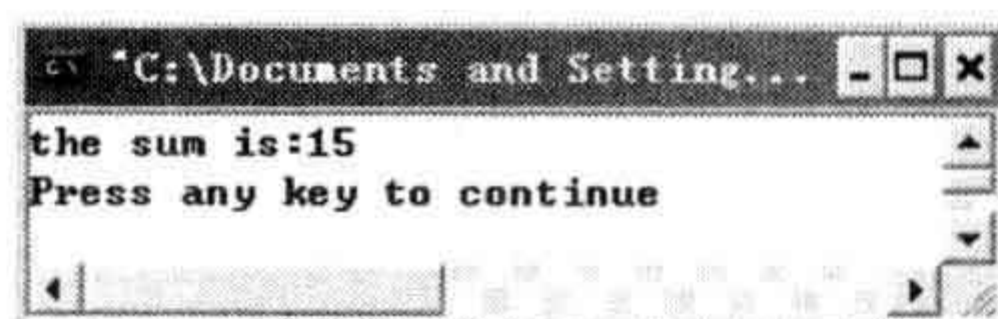 "C:\Documents and Setting...
the sum is:15
Press any key to continue